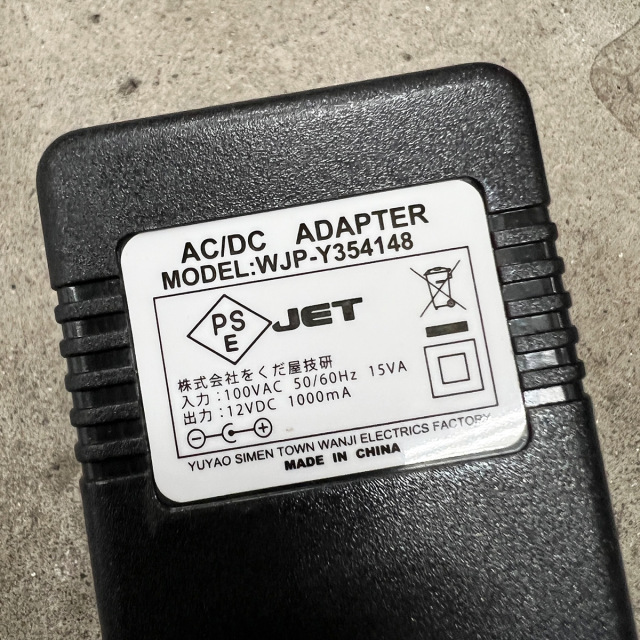 AC/DC ADAPTER
MODEL:WJP-Y354148
PS
E
JET
株式会社をくだ屋技研
入力:100VAC 50/60Hz 15VA
出力:12VDC 1000mA
YUYAO SIMEN TOWN WANJI ELECTRICS FACTORY
MADE IN CHINA